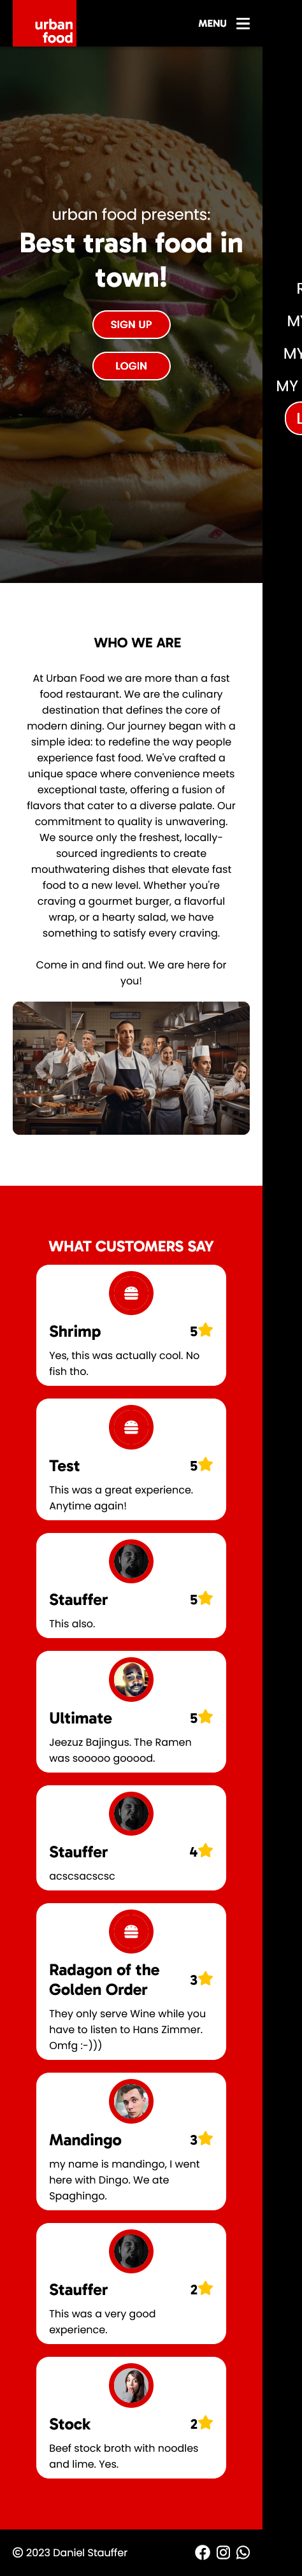 urban
food
MENU
urban food presents:
Best trash food in
town!
SIGN UP
LOGIN
MY
MY
MY
WHO WE ARE
At Urban Food we are more than a fast
food restaurant. We are the culinary
destination that defines the core of
modern dining. Our journey began with a
simple idea: to redefine the way people
experience fast food. We've crafted a
unique space where convenience meets
exceptional taste, offering a fusion of
flavors that cater to a diverse palate. Our
commitment to quality is unwavering.
We source only the freshest, locally-
sourced ingredients to create
mouthwatering dishes that elevate fast
food to a new level. Whether you're
craving a gourmet burger, a flavorful
wrap, or a hearty salad, we have
something to satisfy every craving.
Come in and find out. We are here for
you!
WHAT CUSTOMERS SAY
Shrimp 5
Yes, this was actually cool. No
fish tho.
Test 5
This was a great experience.
Anytime again!
Stauffer 5
This also.
Ultimate 5
Jeezuz Bajingus. The Ramen
was sooooo gooood.
Stauffer 4
acscsacscsc
Radagon of the
Golden Order 3
They only serve Wine while you
have to listen to Hans Zimmer.
Omfg :-)))
Mandingo 3
my name is mandingo, I went
here with Dingo. We ate
Spaghingo.
Stauffer 2
This was a very good
experience.
Stock 2
Beef stock broth with noodles
and lime. Yes.
© 2023 Daniel Stauffer